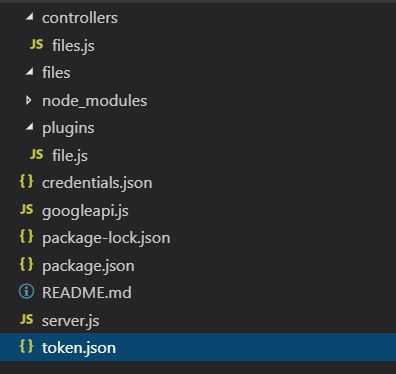 controllers
JS files.js
files
node_modules
plugins
JS file.js
{} credentials.json
JS googleapi.js
{} package-lock.json
{} package.json
README.md
JS server.js
{} token.json